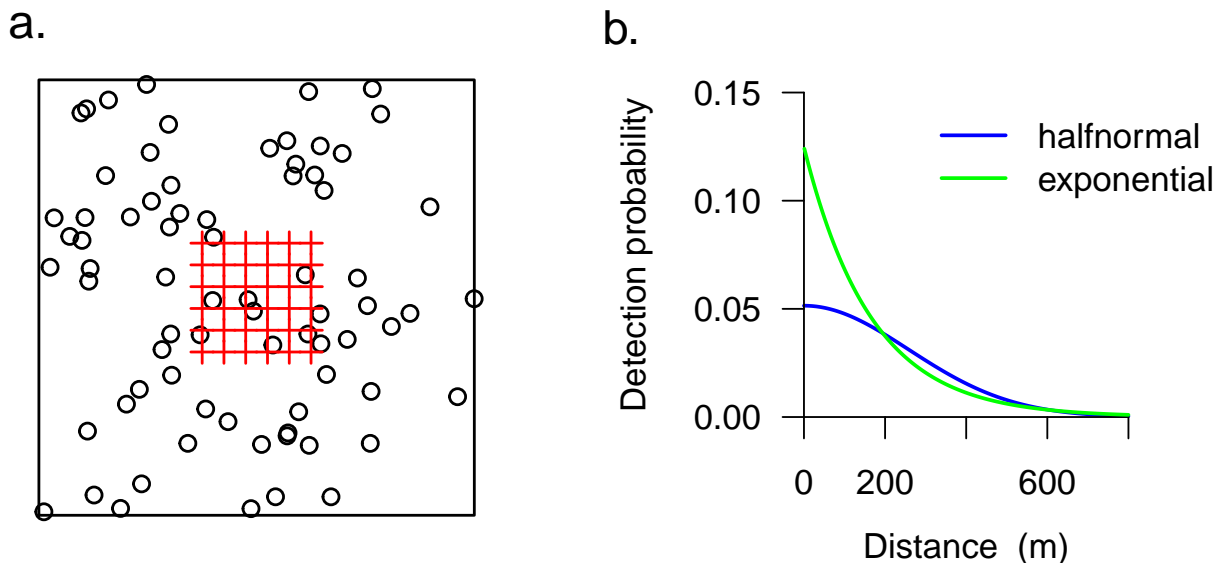 a.
b.
Detection probability
0.15
0.10
0.05
0.00
halfnormal
exponential
0 200 600
Distance (m)